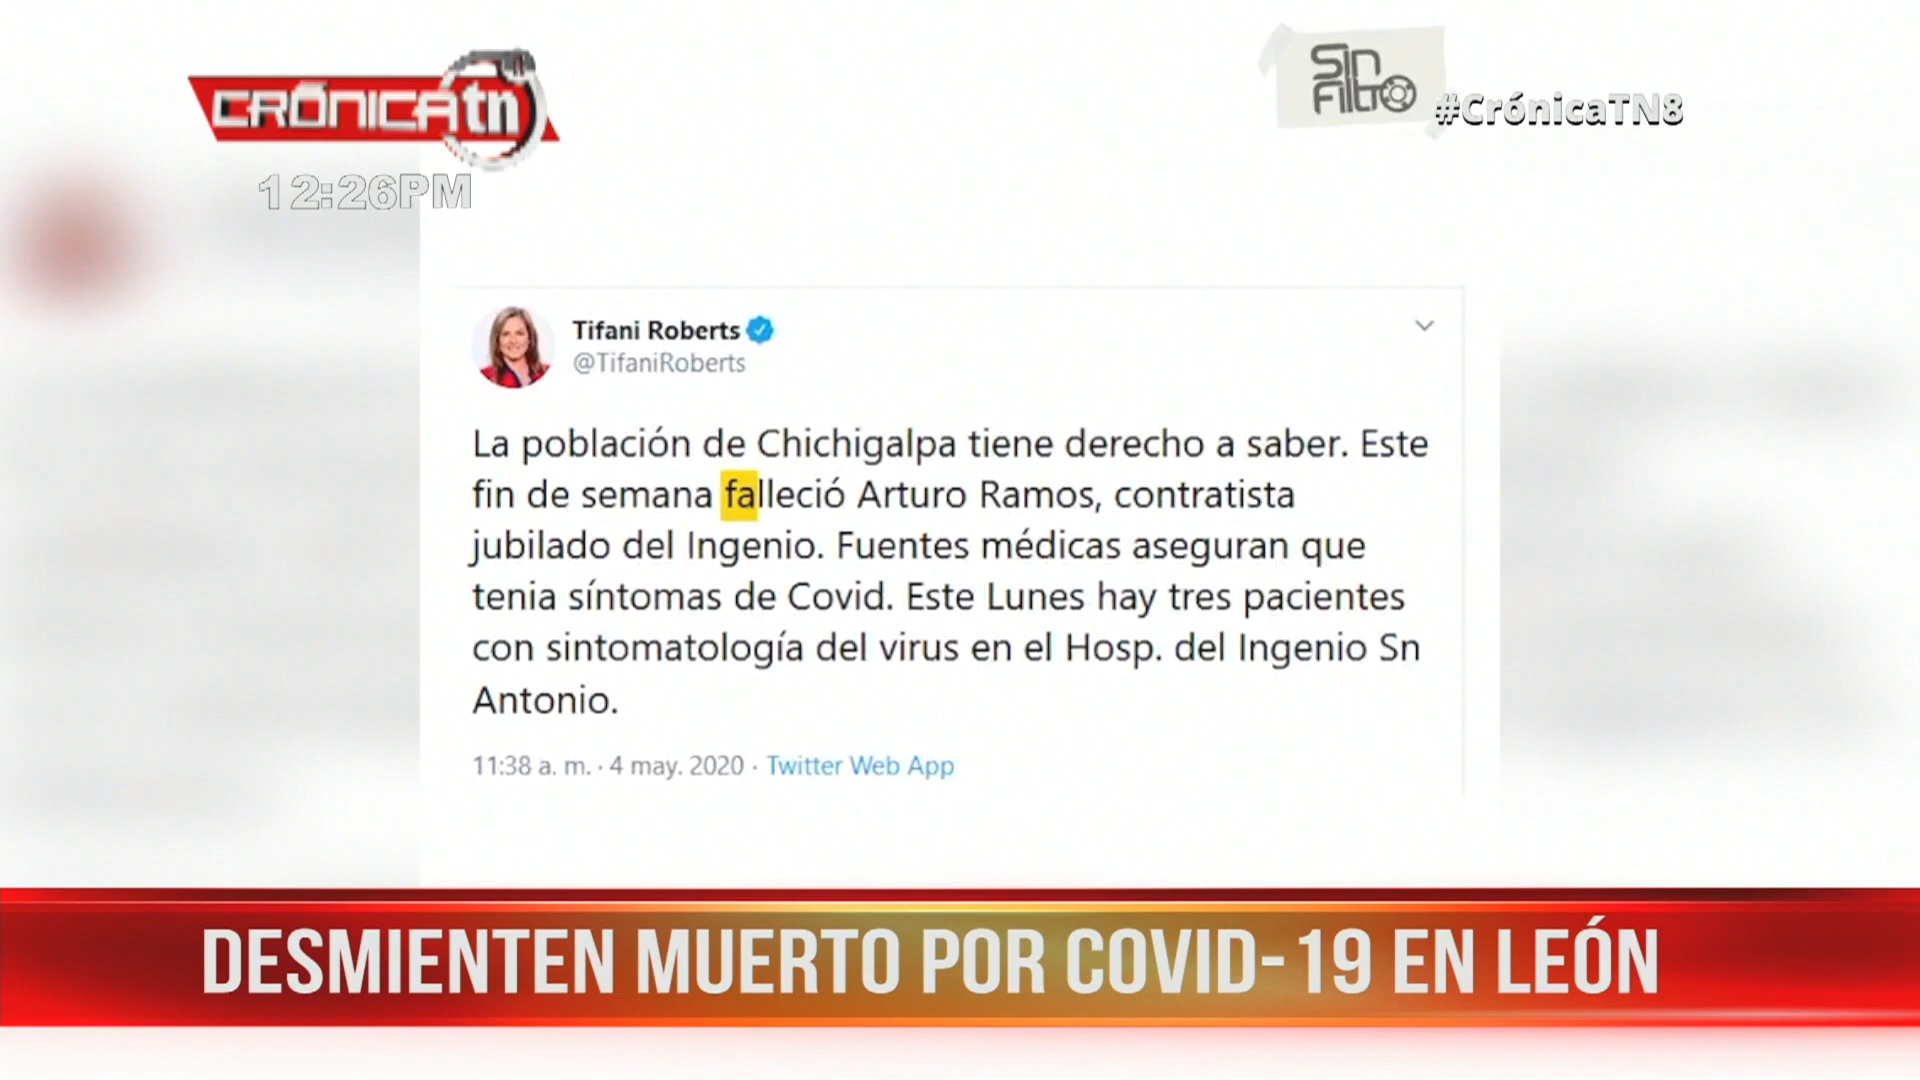 CRÓNICAtn
12:26PM
Sin
Filtro
#CrónicaTN8
Tifani Roberts
@TifaniRoberts
La población de Chichigalpa tiene derecho a saber. Este
fin de semana falleció Arturo Ramos, contratista
jubilado del Ingenio. Fuentes médicas aseguran que
tenia síntomas de Covid. Este Lunes hay tres pacientes
con sintomatología del virus en el Hosp. del Ingenio Sn
Antonio.
11:38 a. m. · 4 may. 2020 · Twitter Web App
DESMIENTEN MUERTO POR COVID-19 EN LEÓN